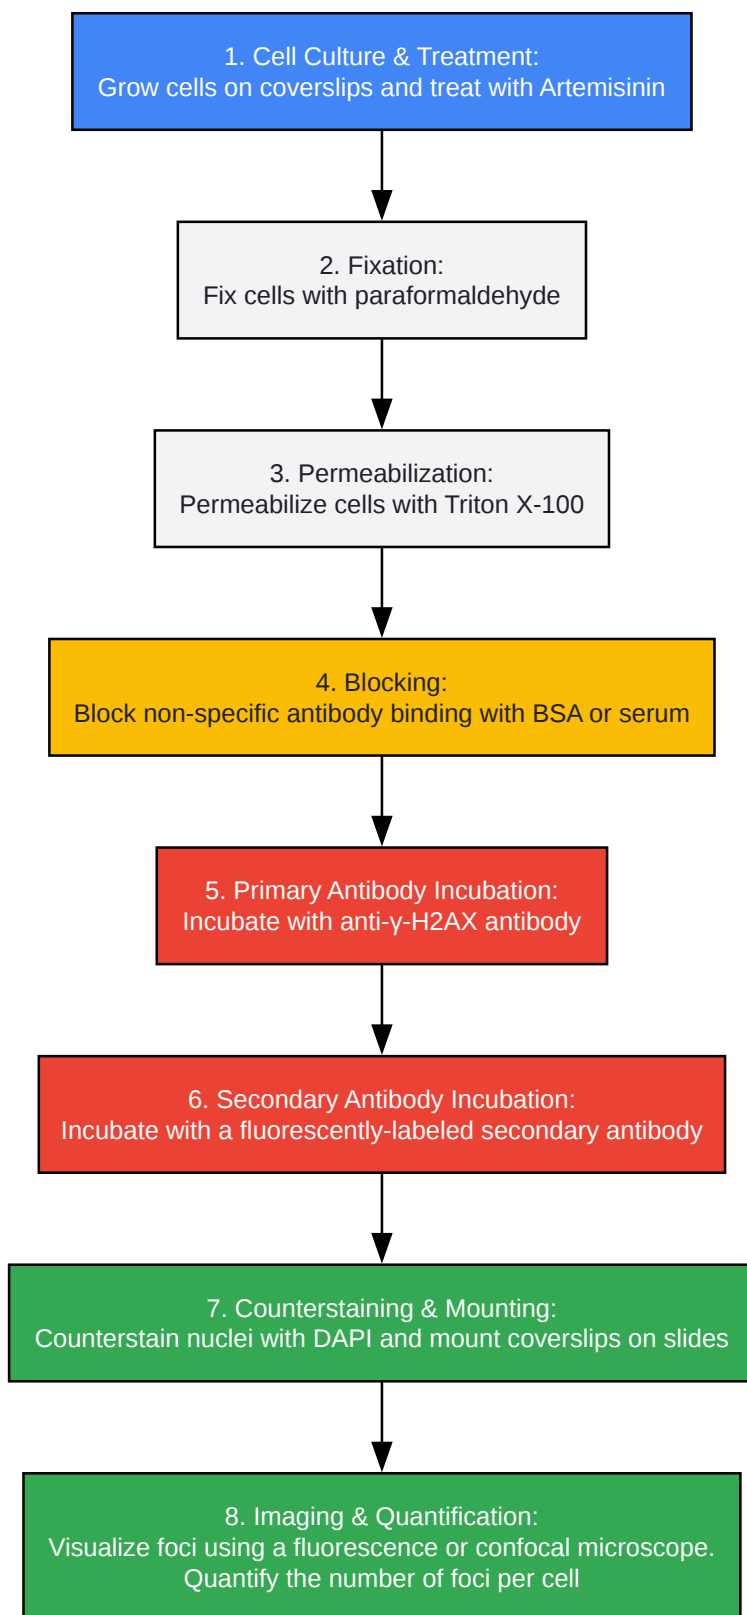 1. Cell Culture & Treatment:
Grow cells on coverslips and treat with Artemisinin
2. Fixation:
Fix cells with paraformaldehyde
3. Permeabilization:
Permeabilize cells with Triton X-100
4. Blocking:
Block non-specific antibody binding with BSA or serum
5. Primary Antibody Incubation:
Incubate with anti-γ-H2AX antibody
6. Secondary Antibody Incubation:
Incubate with a fluorescently-labeled secondary antibody
7. Counterstaining & Mounting:
Counterstain nuclei with DAPI and mount coverslips on slides
8. Imaging & Quantification:
Visualize foci using a fluorescence or confocal microscope.
Quantify the number of foci per cell